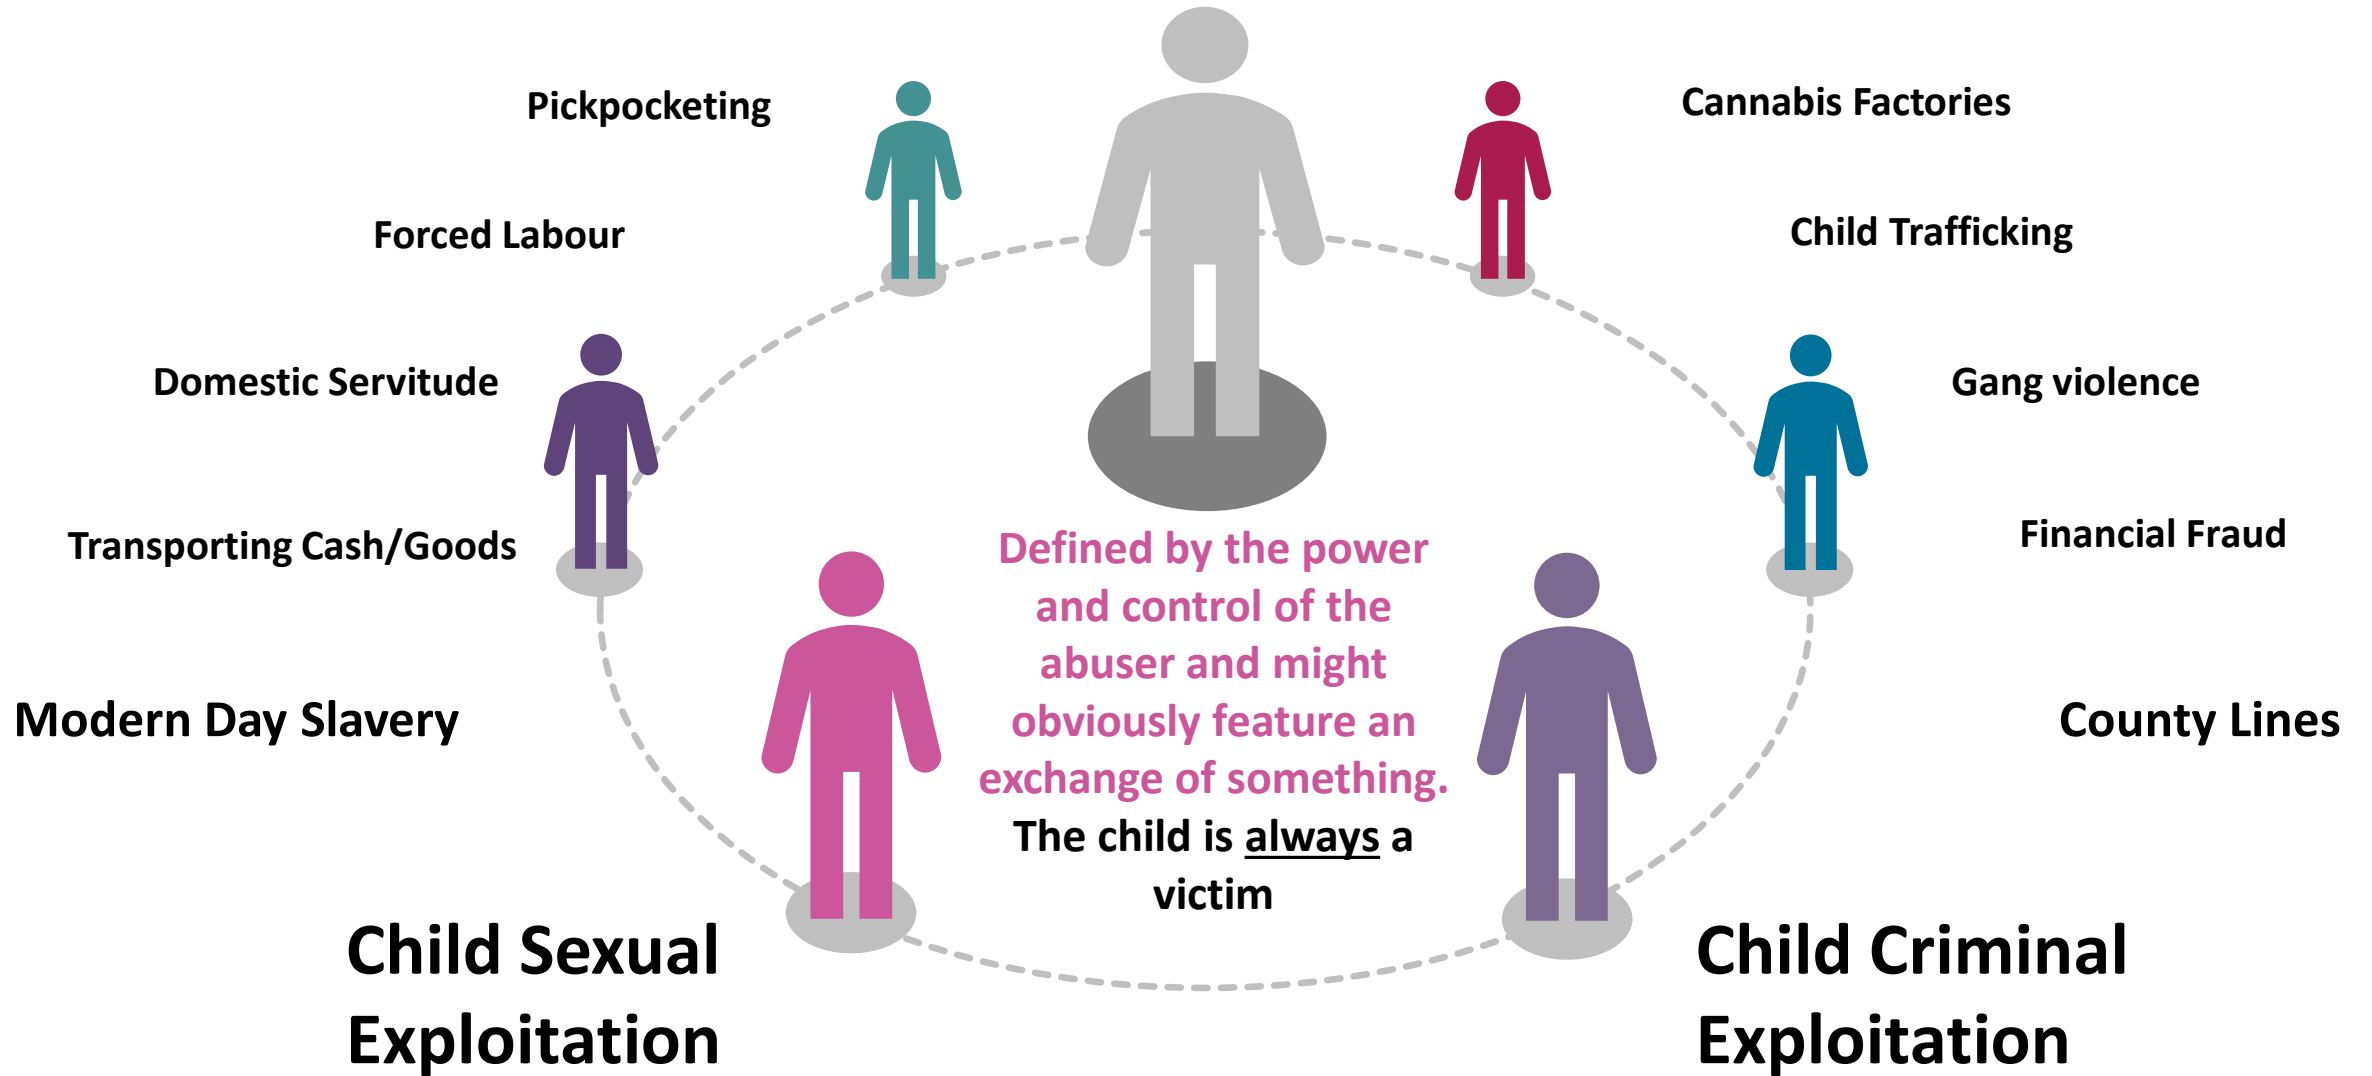 Pickpocketing
Cannabis Factories
Forced Labour
Child Trafficking
Domestic Servitude
Gang violence
Transporting Cash/Goods
Financial Fraud
Modern Day Slavery
County Lines
Defined by the power
and control of the
abuser and might
obviously feature an
exchange of something.
The child is always a
victim
Child Sexual
Exploitation
Child Criminal
Exploitation